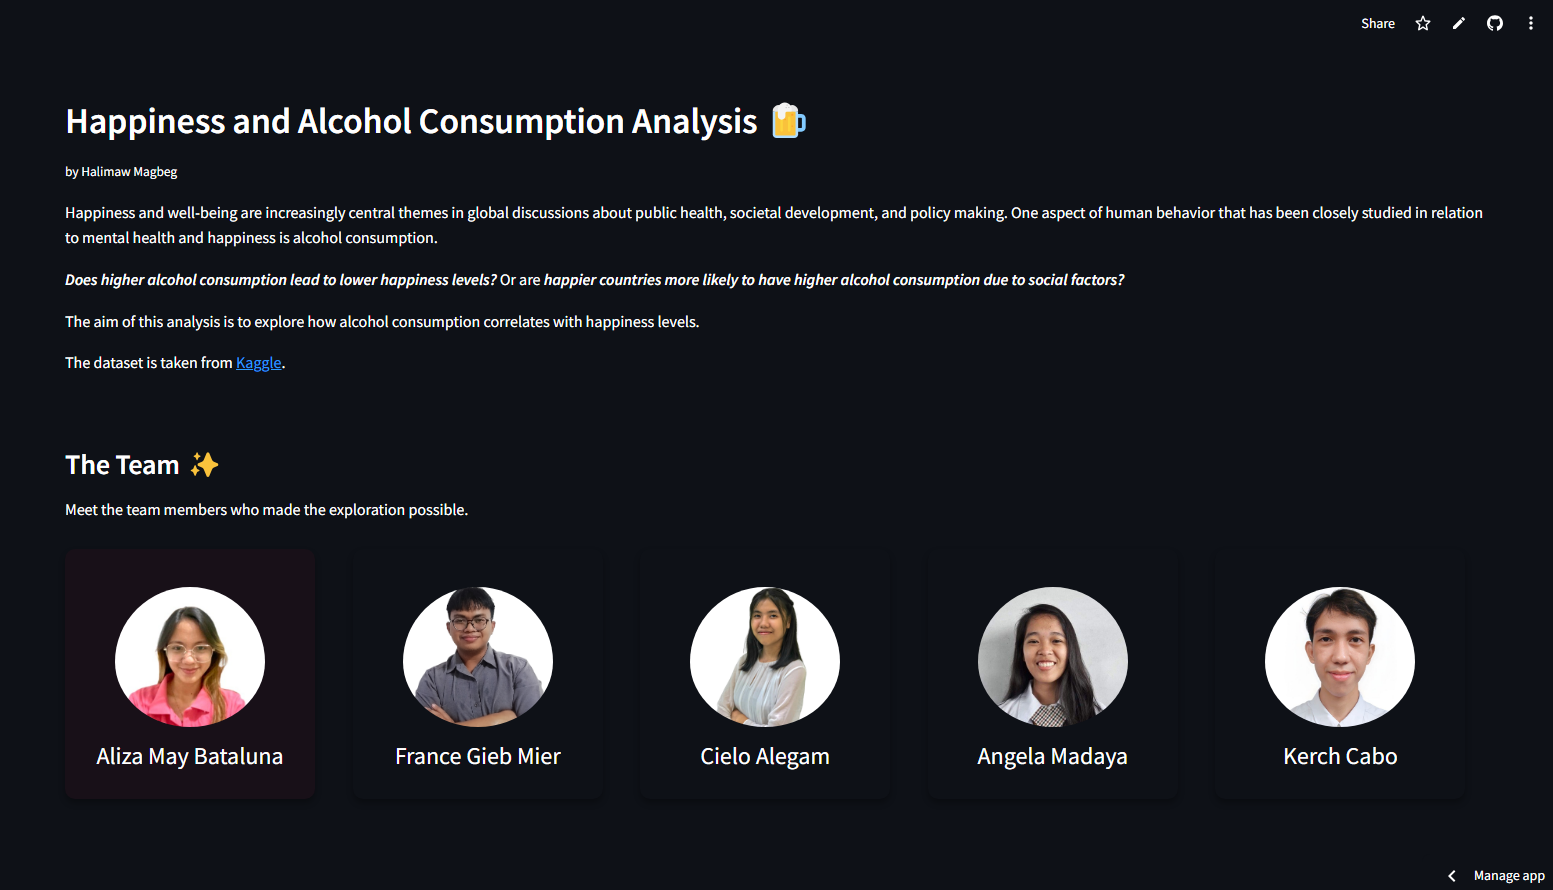 Share
Happiness and Alcohol Consumption Analysis 🍺
by Halimaw Magbeg
Happiness and well-being are increasingly central themes in global discussions about public health, societal development, and policy making. One aspect of human behavior that has been closely studied in relation
to mental health and happiness is alcohol consumption.
Does higher alcohol consumption lead to lower happiness levels? Or are happier countries more likely to have higher alcohol consumption due to social factors?
The aim of this analysis is to explore how alcohol consumption correlates with happiness levels.
The dataset is taken from Kaggle.
The Team ✨
Meet the team members who made the exploration possible.
Aliza May Bataluna
France Gieb Mier
Cielo Alegam
Angela Madaya
Kerch Cabo
Manage app